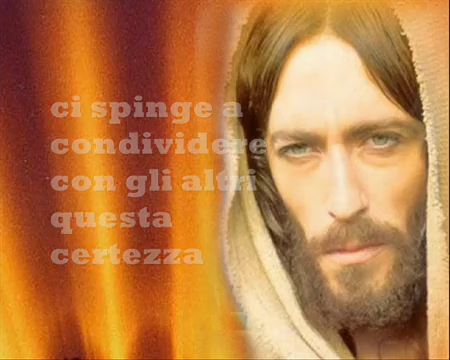 ci spinge a
condividere
con gli altri
questa
certezza